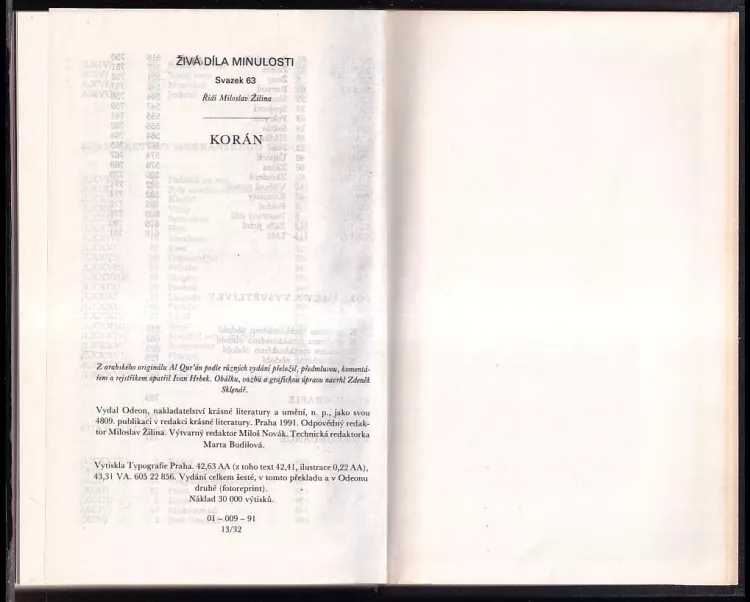 ŽIVÁ DÍLA MINULOSTI
Svazek 63
Řídí Miloslav Žilina
KORÁN
Z arabského originálu Al Qur'án podle různých vydání přeložil, předmluvou, komentá-
řem a rejstříkem opatřil Ivan Hrbek. Obálku, vazbu a grafickou úpravu navrhl Zdeněk
Sklenář.
Vydal Odeon, nakladatelství krásné literatury a umění, n. p., jako svou
4809. publikaci v redakci krásné literatury. Praha 1991. Odpovědný redak-
tor Miloslav Žilina. Výtvarný redaktor Miloš Novák. Technická redaktorka
Marta Budilová.
Vytiskla Typografie Praha. 42,63 AA (z toho text 42,41, ilustrace 0,22 AA),
43,31 VA. 605 22 856. Vydání celkem šesté, v tomto překladu a v Odeonu
druhé (fotoreprint).
Náklad 30 000 výtisků.
01 – 009 – 91
13/32